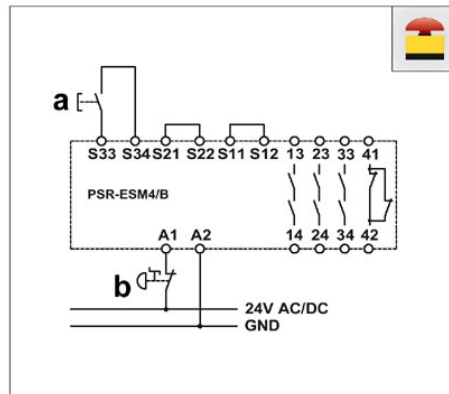 a
S33 S34 S21 S22 S11 S12 13 23 33 41
PSR-ESM4/B
14 24 34 42
A1 A2
b
24V AC/DC
GND